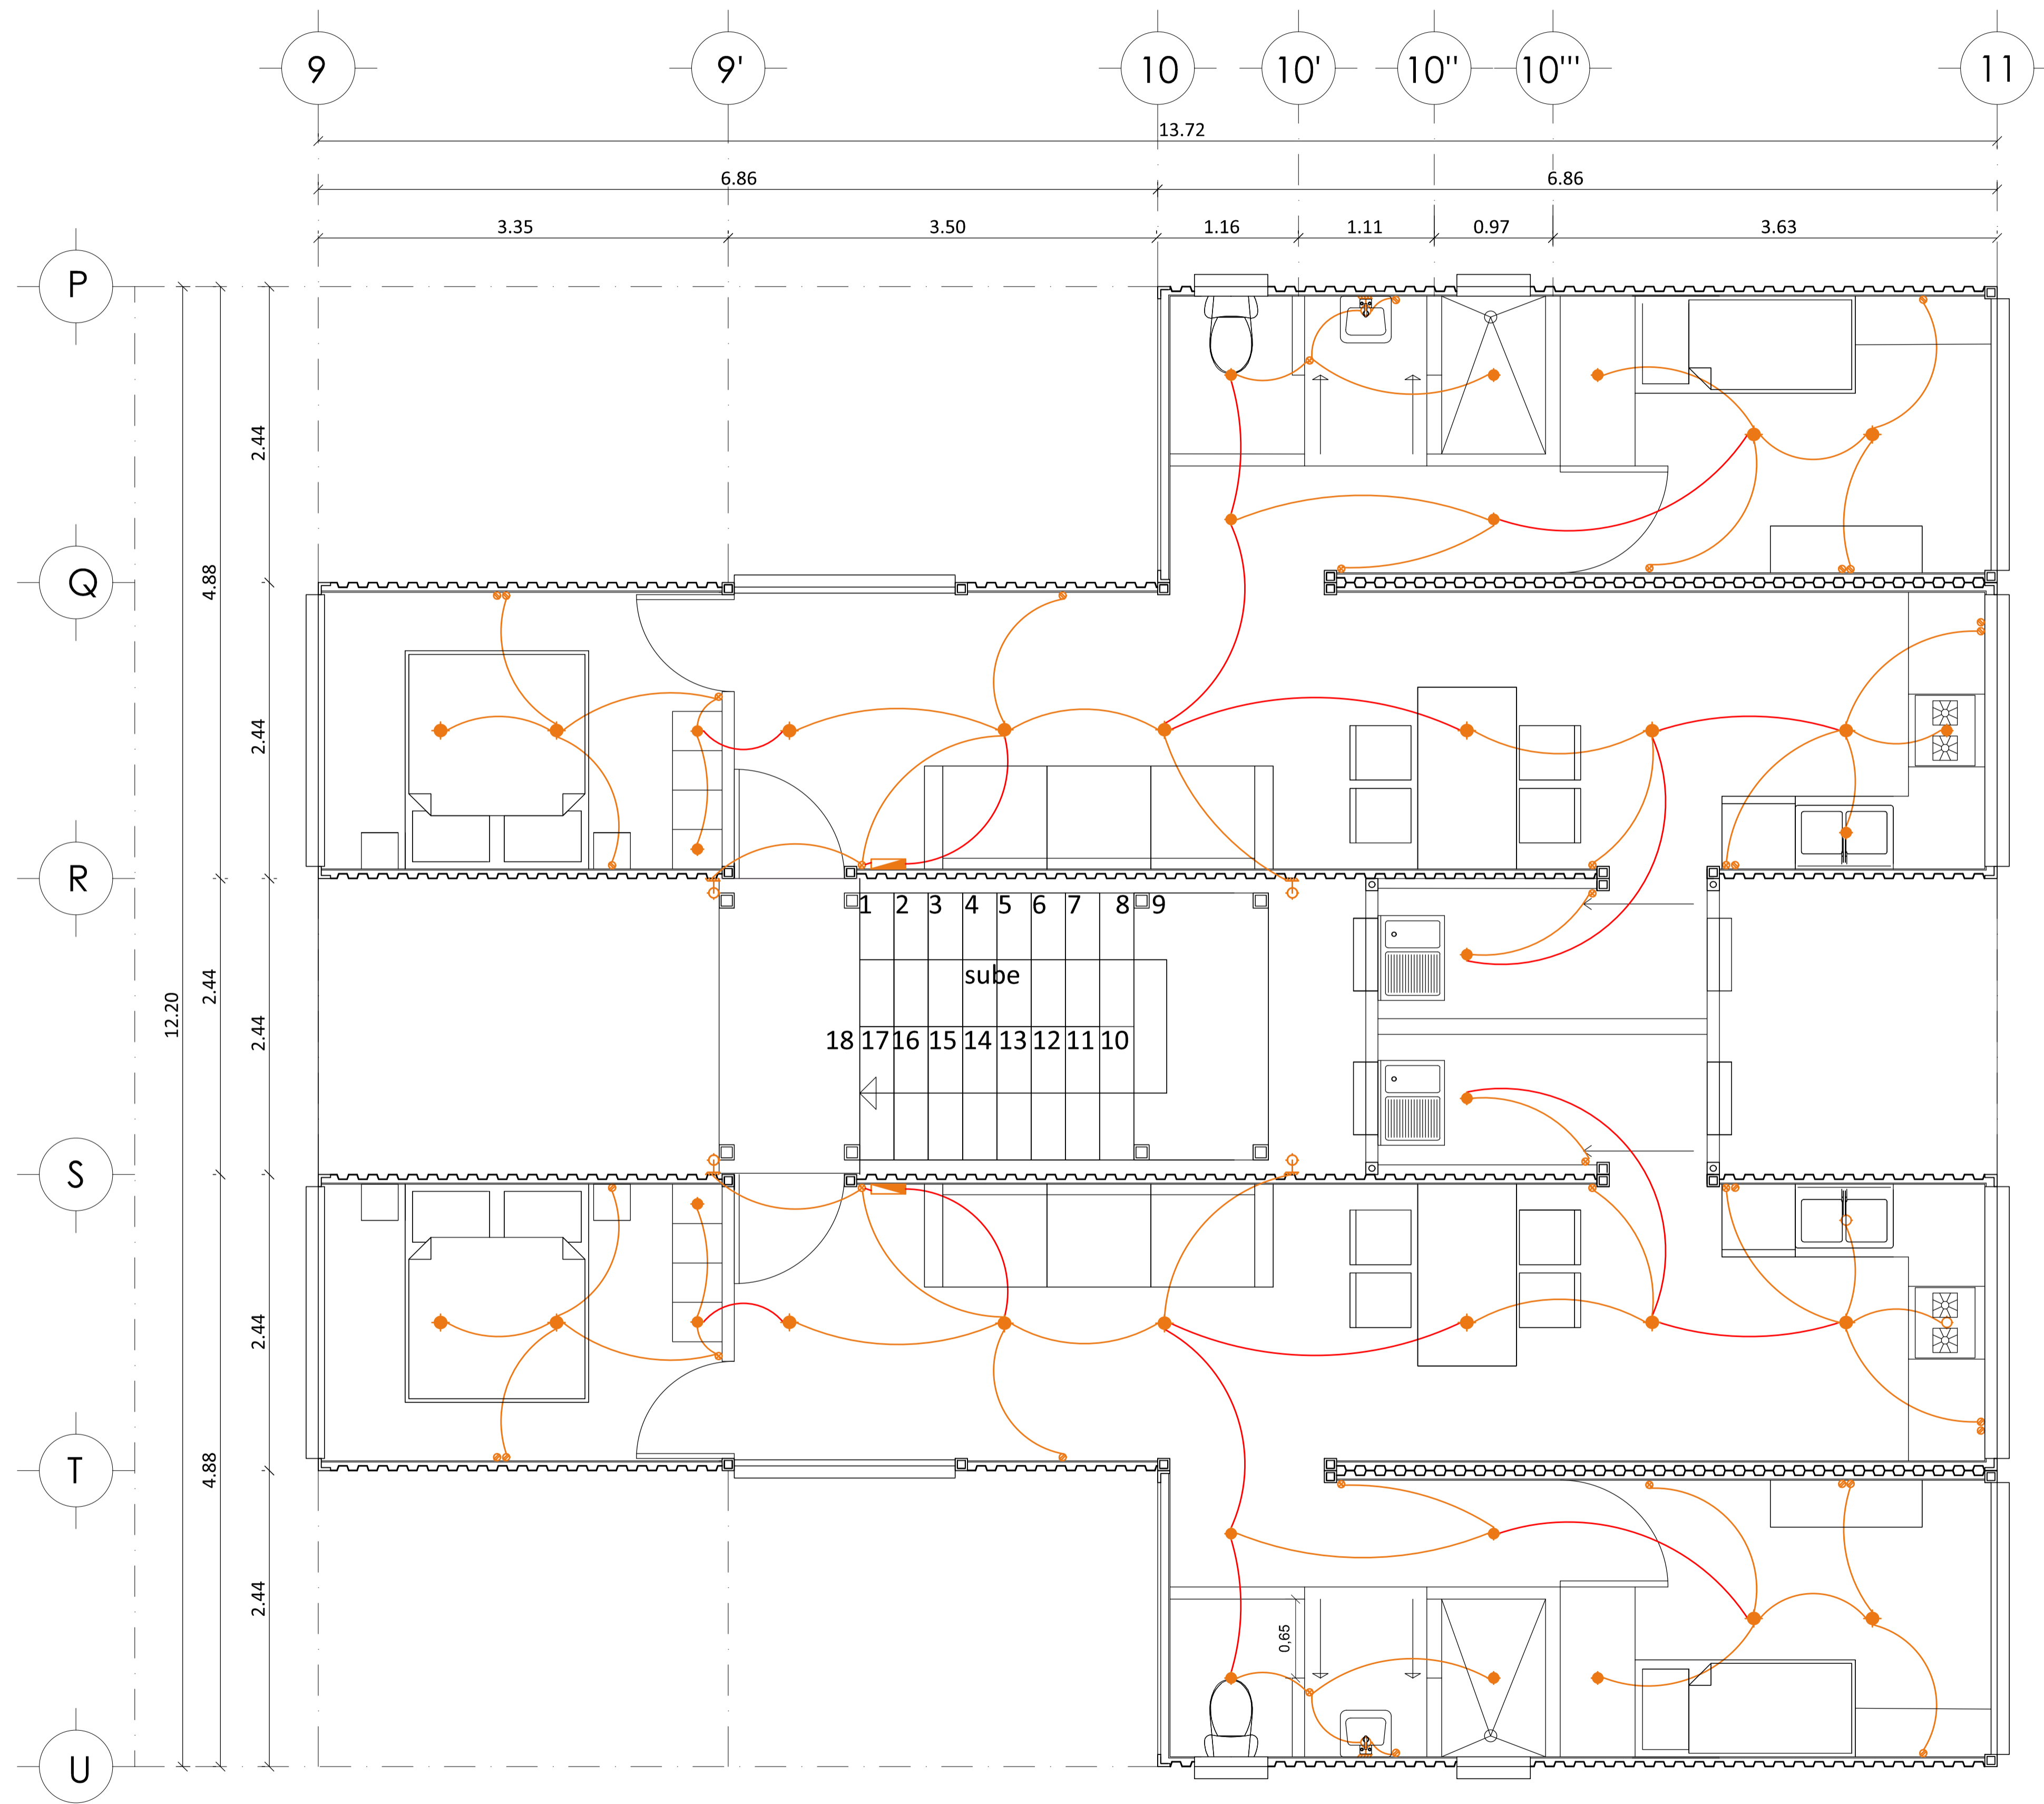 9 9' 10 10' 10'' 10''' 11
13.72
6.86 6.86
3.35 3.50 1.16 1.11 0.97 3.63
P
2.44
Q
4.88
2.44
R
1 2 3 4 5 6 7 8 9
sube
2.44
12.20
2.44
18 17 16 15 14 13 12 11 10
S
2.44
T
4.88
2.44
0,65
U